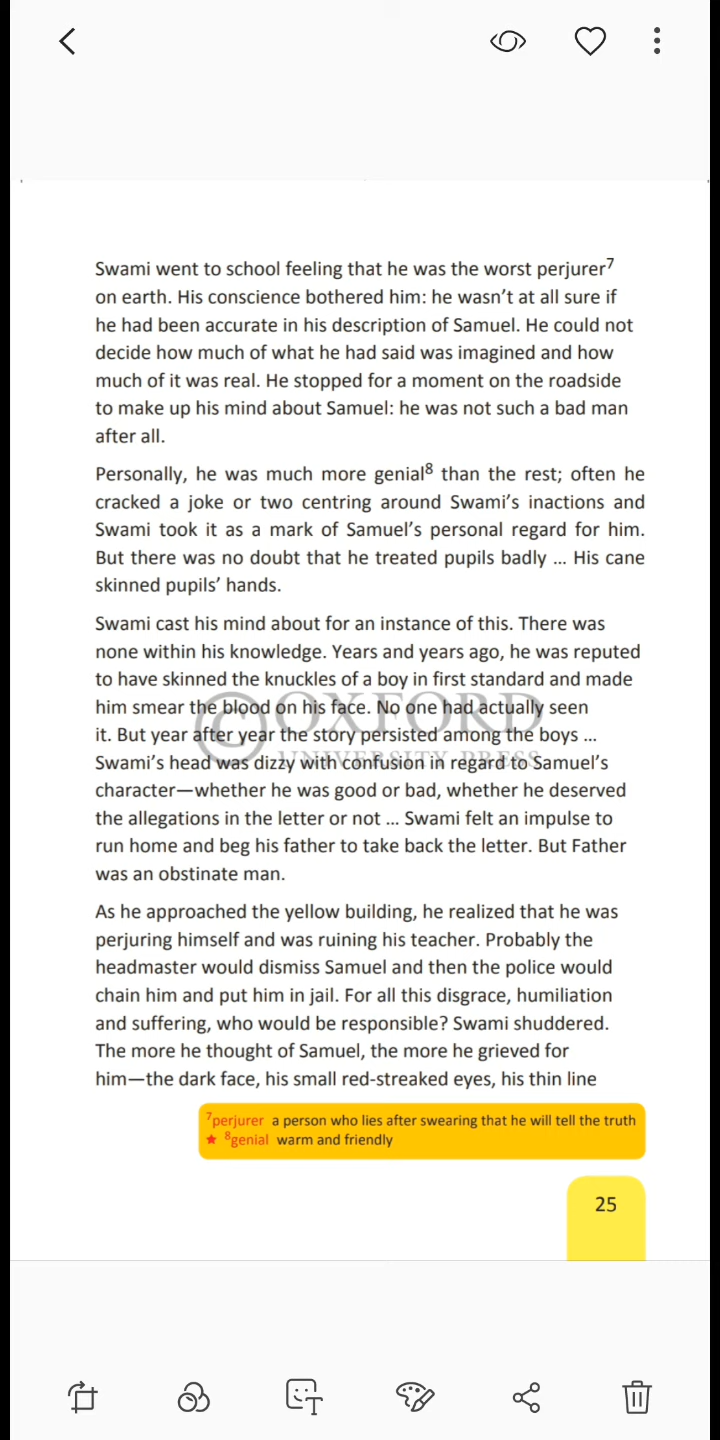 Swami went to school feeling that he was the worst perjurer7
on earth. His conscience bothered him: he wasn't at all sure if
he had been accurate in his description of Samuel. He could not
decide how much of what he had said was imagined and how
much of it was real. He stopped for a moment on the roadside
to make up his mind about Samuel: he was not such a bad man
after all.
Personally, he was much more genial8 than the rest; often he
cracked a joke or two centring around Swami's inactions and
Swami took it as a mark of Samuel's personal regard for him.
But there was no doubt that he treated pupils badly ... His cane
skinned pupils' hands.
Swami cast his mind about for an instance of this. There was
none within his knowledge. Years and years ago, he was reputed
to have skinned the knuckles of a boy in first standard and made
him smear the blood on his face. No one had actually seen
it. But year after year the story persisted among the boys ...
Swami's head was dizzy with confusion in regard to Samuel's
character—whether he was good or bad, whether he deserved
the allegations in the letter or not ... Swami felt an impulse to
run home and beg his father to take back the letter. But Father
was an obstinate man.
As he approached the yellow building, he realized that he was
perjuring himself and was ruining his teacher. Probably the
headmaster would dismiss Samuel and then the police would
chain him and put him in jail. For all this disgrace, humiliation
and suffering, who would be responsible? Swami shuddered.
The more he thought of Samuel, the more he grieved for
him—the dark face, his small red-streaked eyes, his thin line
© OXFORD
UNIVERSITY PRESS
7perjurer a person who lies after swearing that he will tell the truth
★ 8genial warm and friendly
25
T